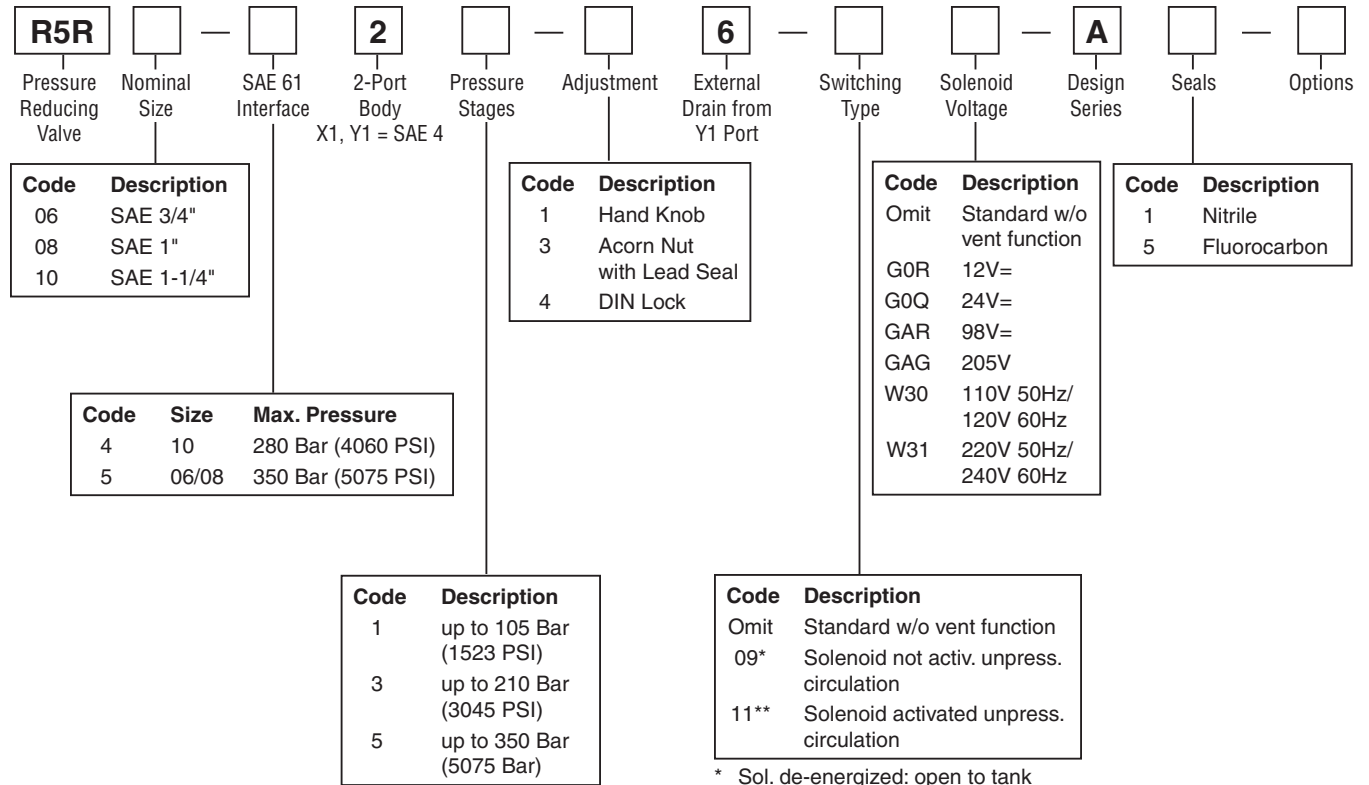 R5R — 2 — 6 — — A —
Pressure Reducing Valve
Nominal Size
SAE 61 Interface
2-Port Body X1, Y1 = SAE 4
Pressure Stages
Adjustment
External Drain from Y1 Port
Switching Type
Solenoid Voltage
Design Series
Seals
Options
Code Description
06 SAE 3/4"
08 SAE 1"
10 SAE 1-1/4"
Code Description
1 Hand Knob
3 Acorn Nut
with Lead Seal
4 DIN Lock
Code Description
Omit Standard w/o
vent function
G0R 12V=
G0Q 24V=
GAR 98V=
GAG 205V
W30 110V 50Hz/
120V 60Hz
W31 220V 50Hz/
240V 60Hz
Code Description
1 Nitrile
5 Fluorocarbon
Code Size Max. Pressure
4 10 280 Bar (4060 PSI)
5 06/08 350 Bar (5075 PSI)
Code Description
1 up to 105 Bar
(1523 PSI)
3 up to 210 Bar
(3045 PSI)
5 up to 350 Bar
(5075 Bar)
Code Description
Omit Standard w/o vent function
09* Solenoid not activ. unpress.
circulation
11** Solenoid activated unpress.
circulation
* Sol. de-energized: open to tank